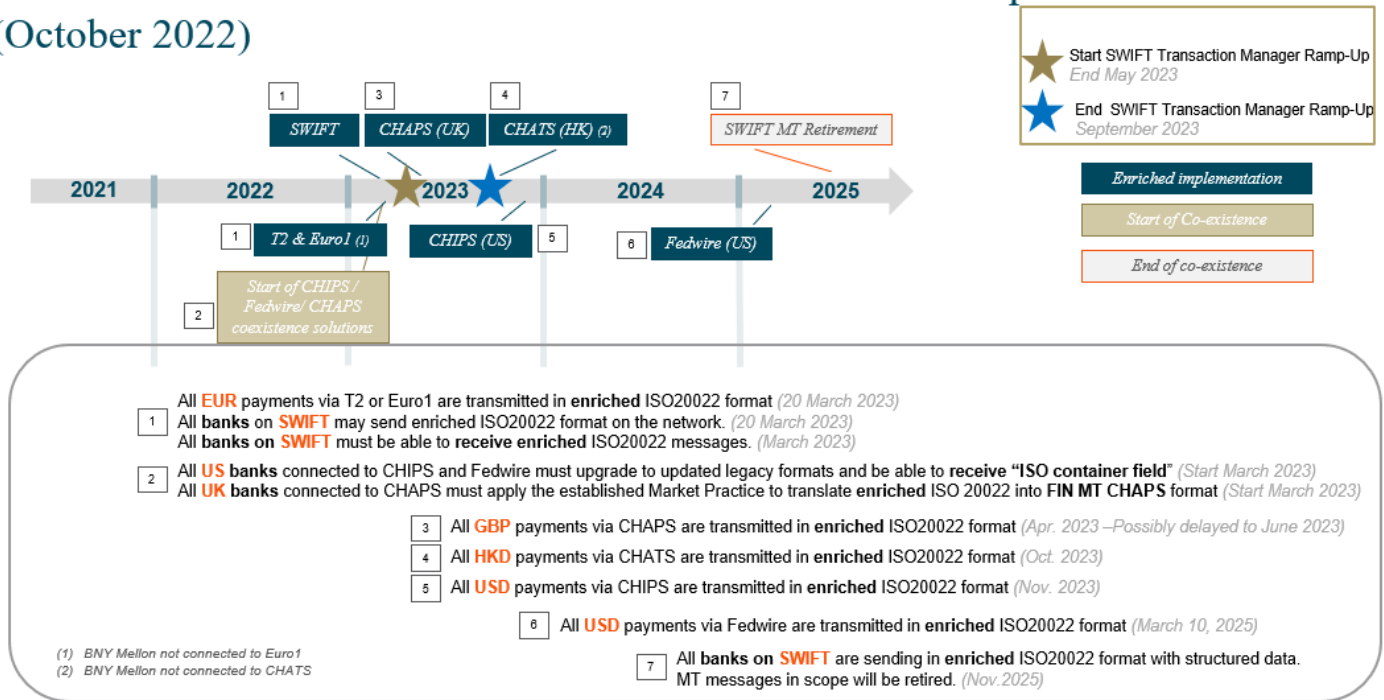 (October 2022)
Start SWIFT Transaction Manager Ramp-Up
End May 2023
End SWIFT Transaction Manager Ramp-Up
September 2023
1
3
4
7
SWIFT
CHAPS (UK)
CHATS (HK) (2)
SWIFT MT Retirement
Enriched implementation
2021
2022
2023
2024
2025
Start of Co-existence
1
T2 & Euro1 (1)
CHIPS (US)
5
6
Fedwire (US)
End of co-existence
2
Start of CHIPS /
Fedwire/ CHAPS
coexistence solutions
1
All EUR payments via T2 or Euro1 are transmitted in enriched ISO20022 format (20 March 2023)
All banks on SWIFT may send enriched ISO20022 format on the network. (20 March 2023)
All banks on SWIFT must be able to receive enriched ISO20022 messages. (March 2023)
2
All US banks connected to CHIPS and Fedwire must upgrade to updated legacy formats and be able to receive “ISO container field” (Start March 2023)
All UK banks connected to CHAPS must apply the established Market Practice to translate enriched ISO 20022 into FIN MT CHAPS format (Start March 2023)
3
All GBP payments via CHAPS are transmitted in enriched ISO20022 format (Apr. 2023 –Possibly delayed to June 2023)
4
All HKD payments via CHATS are transmitted in enriched ISO20022 format (Oct. 2023)
5
All USD payments via CHIPS are transmitted in enriched ISO20022 format (Nov. 2023)
6
All USD payments via Fedwire are transmitted in enriched ISO20022 format (March 10, 2025)
7
All banks on SWIFT are sending in enriched ISO20022 format with structured data.
MT messages in scope will be retired. (Nov.2025)
(1) BNY Mellon not connected to Euro1
(2) BNY Mellon not connected to CHATS